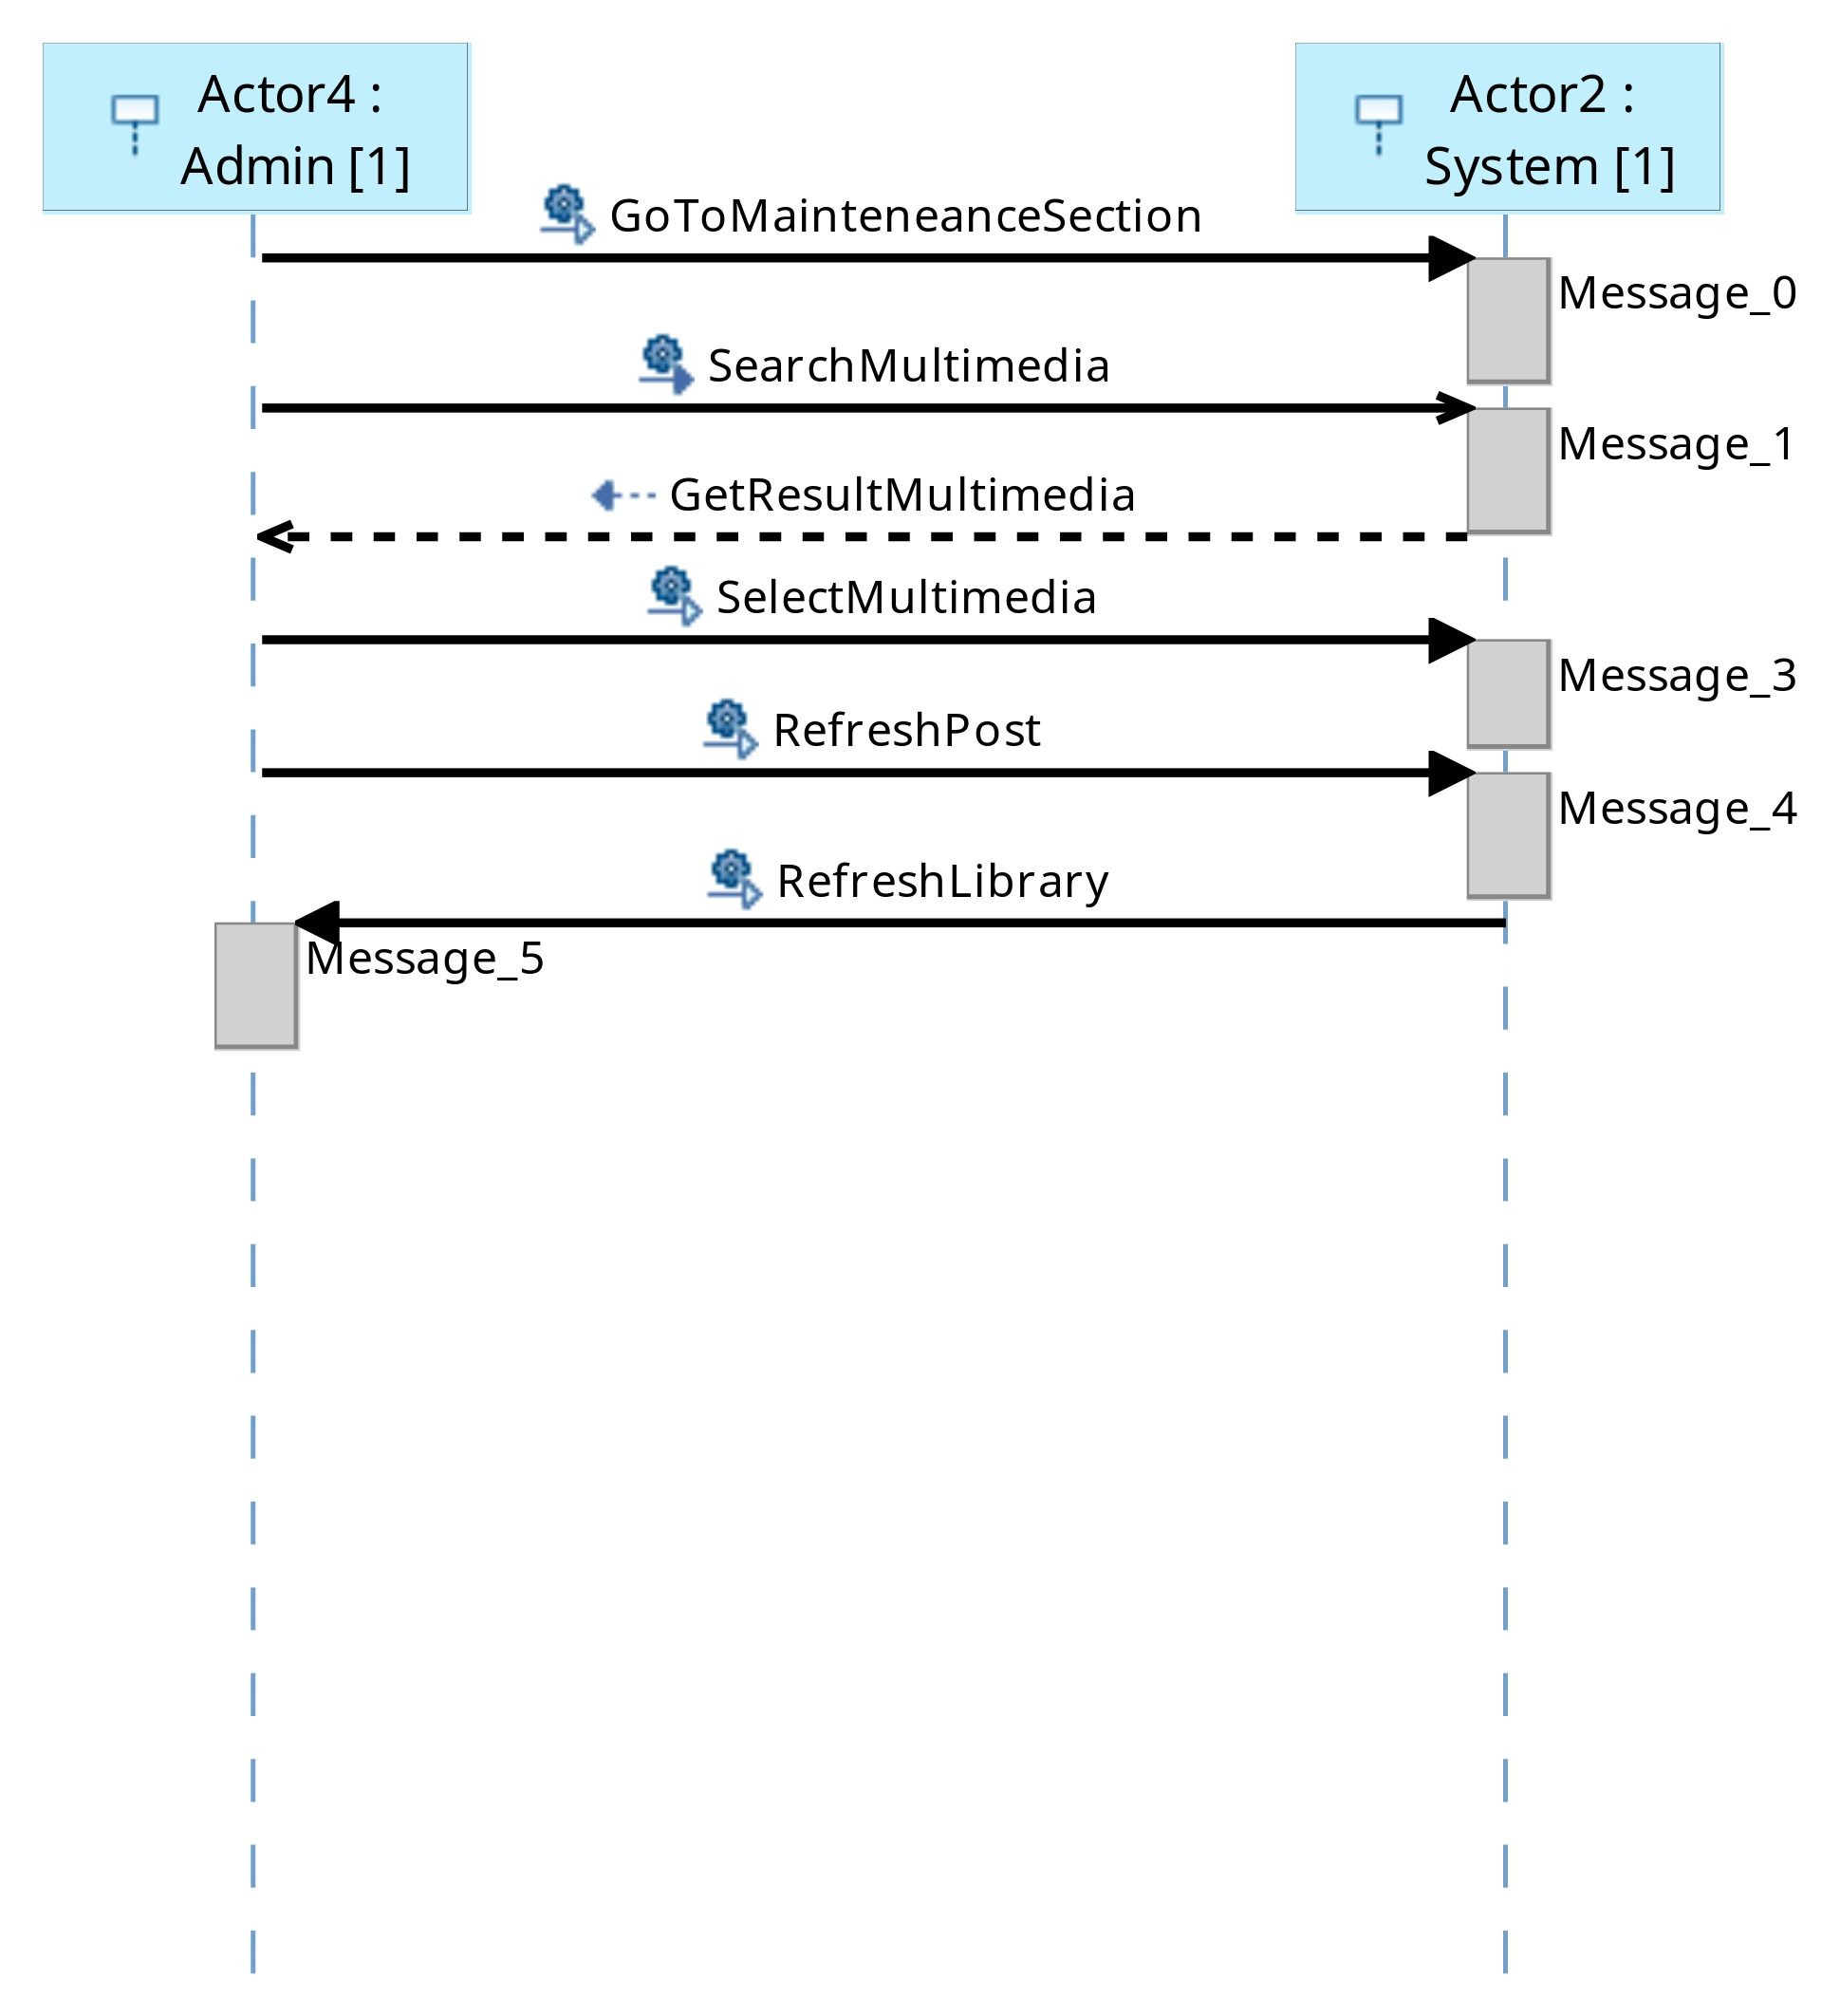 Actor4 :
Admin [1]
Actor2 :
System [1]
GoToMainteneanceSection
Message_0
SearchMultimedia
Message_1
GetResultMultimedia
SelectMultimedia
Message_3
RefreshPost
Message_4
RefreshLibrary
Message_5